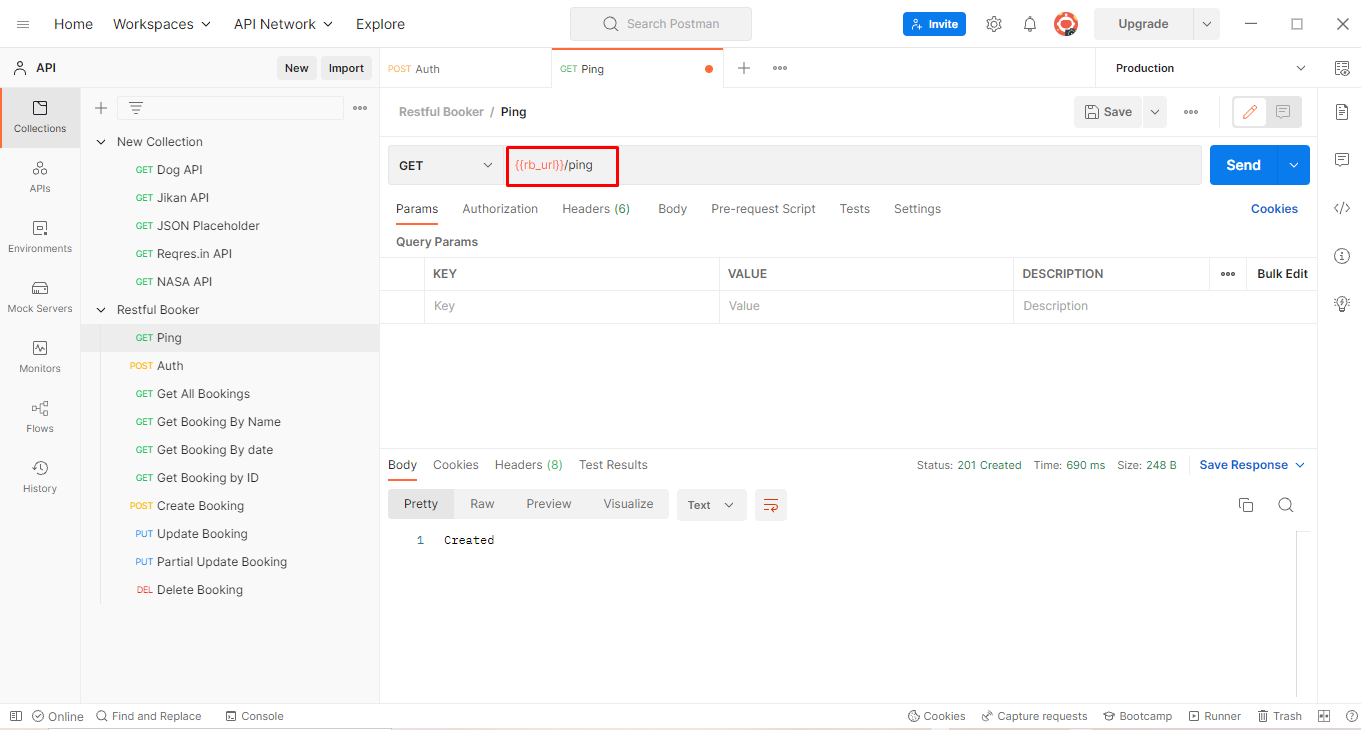 Home Workspaces API Network Explore Search Postman Invite Upgrade
API New Import POST Auth GET Ping Production
Collections
APIs
Environments
Mock Servers
Monitors
Flows
History
New Collection
GET Dog API
GET Jikan API
GET JSON Placeholder
GET Reqres.in API
GET NASA API
Restful Booker
GET Ping
POST Auth
GET Get All Bookings
GET Get Booking By Name
GET Get Booking By date
GET Get Booking by ID
POST Create Booking
PUT Update Booking
PUT Partial Update Booking
DEL Delete Booking
Restful Booker / Ping Save
GET {{rb_url}}/ping Send
Params Authorization Headers (6) Body Pre-request Script Tests Settings Cookies
Query Params
KEY VALUE DESCRIPTION Bulk Edit
Key Value Description
Body Cookies Headers (8) Test Results Status: 201 Created Time: 690 ms Size: 248 B Save Response
Pretty Raw Preview Visualize Text
1 Created
Online Find and Replace Console Cookies Capture requests Bootcamp Runner Trash